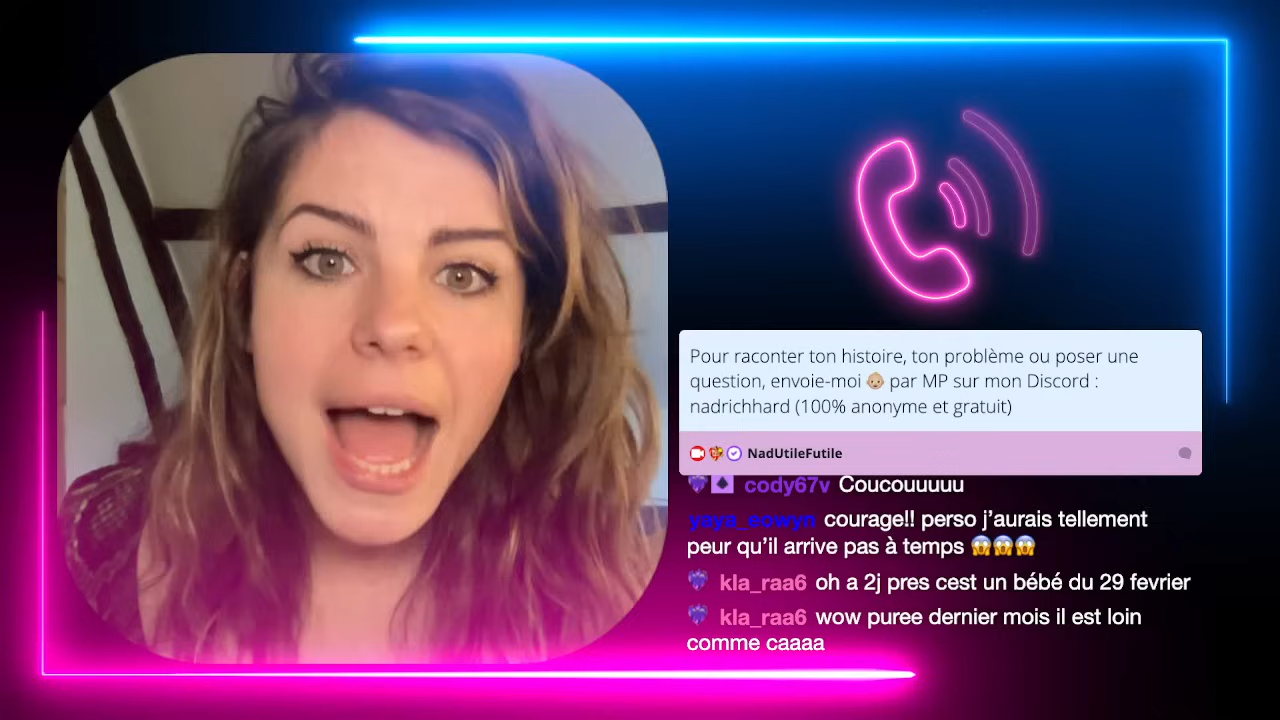 Pour raconter ton histoire, ton problème ou poser une
question, envoie-moi 👶🏼 par MP sur mon Discord :
nadrichhard (100% anonyme et gratuit)
NadUtileFutile
cody67v Coucouuuuu
yaya_eowyn courage!! perso j’aurais tellement
peur qu’il arrive pas à temps 😱😱😱
kla_raa6 oh a 2j pres cest un bébé du 29 fevrier
kla_raa6 wow puree dernier mois il est loin
comme caaaa